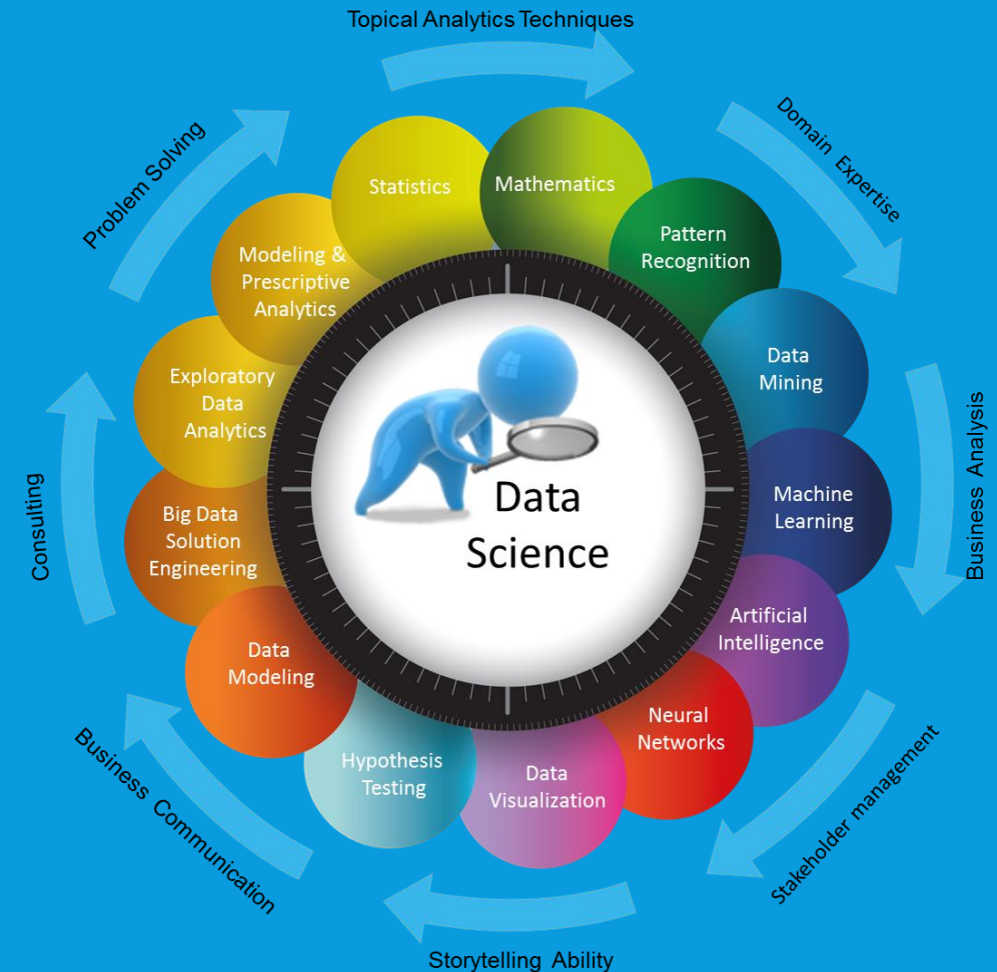 Topical Analytics Techniques
Domain Expertise
Business Analysis
Stakeholder management
Storytelling Ability
Business Communication
Consulting
Problem Solving
Statistics
Mathematics
Pattern
Recognition
Data
Mining
Machine
Learning
Artificial
Intelligence
Neural
Networks
Data
Visualization
Hypothesis
Testing
Data
Modeling
Big Data
Solution
Engineering
Exploratory
Data
Analytics
Modeling &
Prescriptive
Analytics
Data
Science